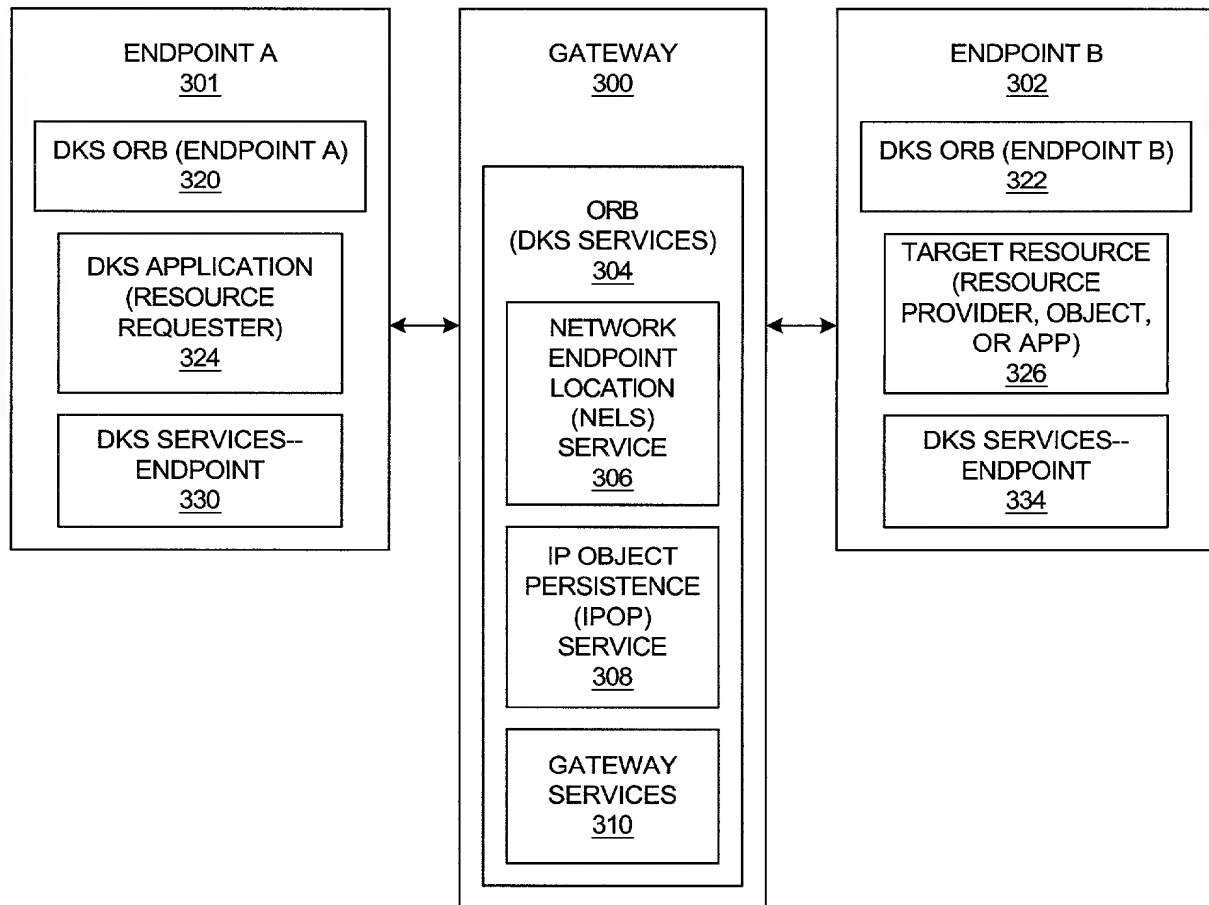 ENDPOINT A
301
DKS ORB (ENDPOINT A)
320
DKS APPLICATION
(RESOURCE
REQUESTER)
324
DKS SERVICES--
ENDPOINT
330
GATEWAY
300
ORB
(DKS SERVICES)
304
NETWORK
ENDPOINT
LOCATION
(NELS)
SERVICE
306
IP OBJECT
PERSISTENCE
(IPOP)
SERVICE
308
GATEWAY
SERVICES
310
ENDPOINT B
302
DKS ORB (ENDPOINT B)
322
TARGET RESOURCE
(RESOURCE
PROVIDER, OBJECT,
OR APP)
326
DKS SERVICES--
ENDPOINT
334